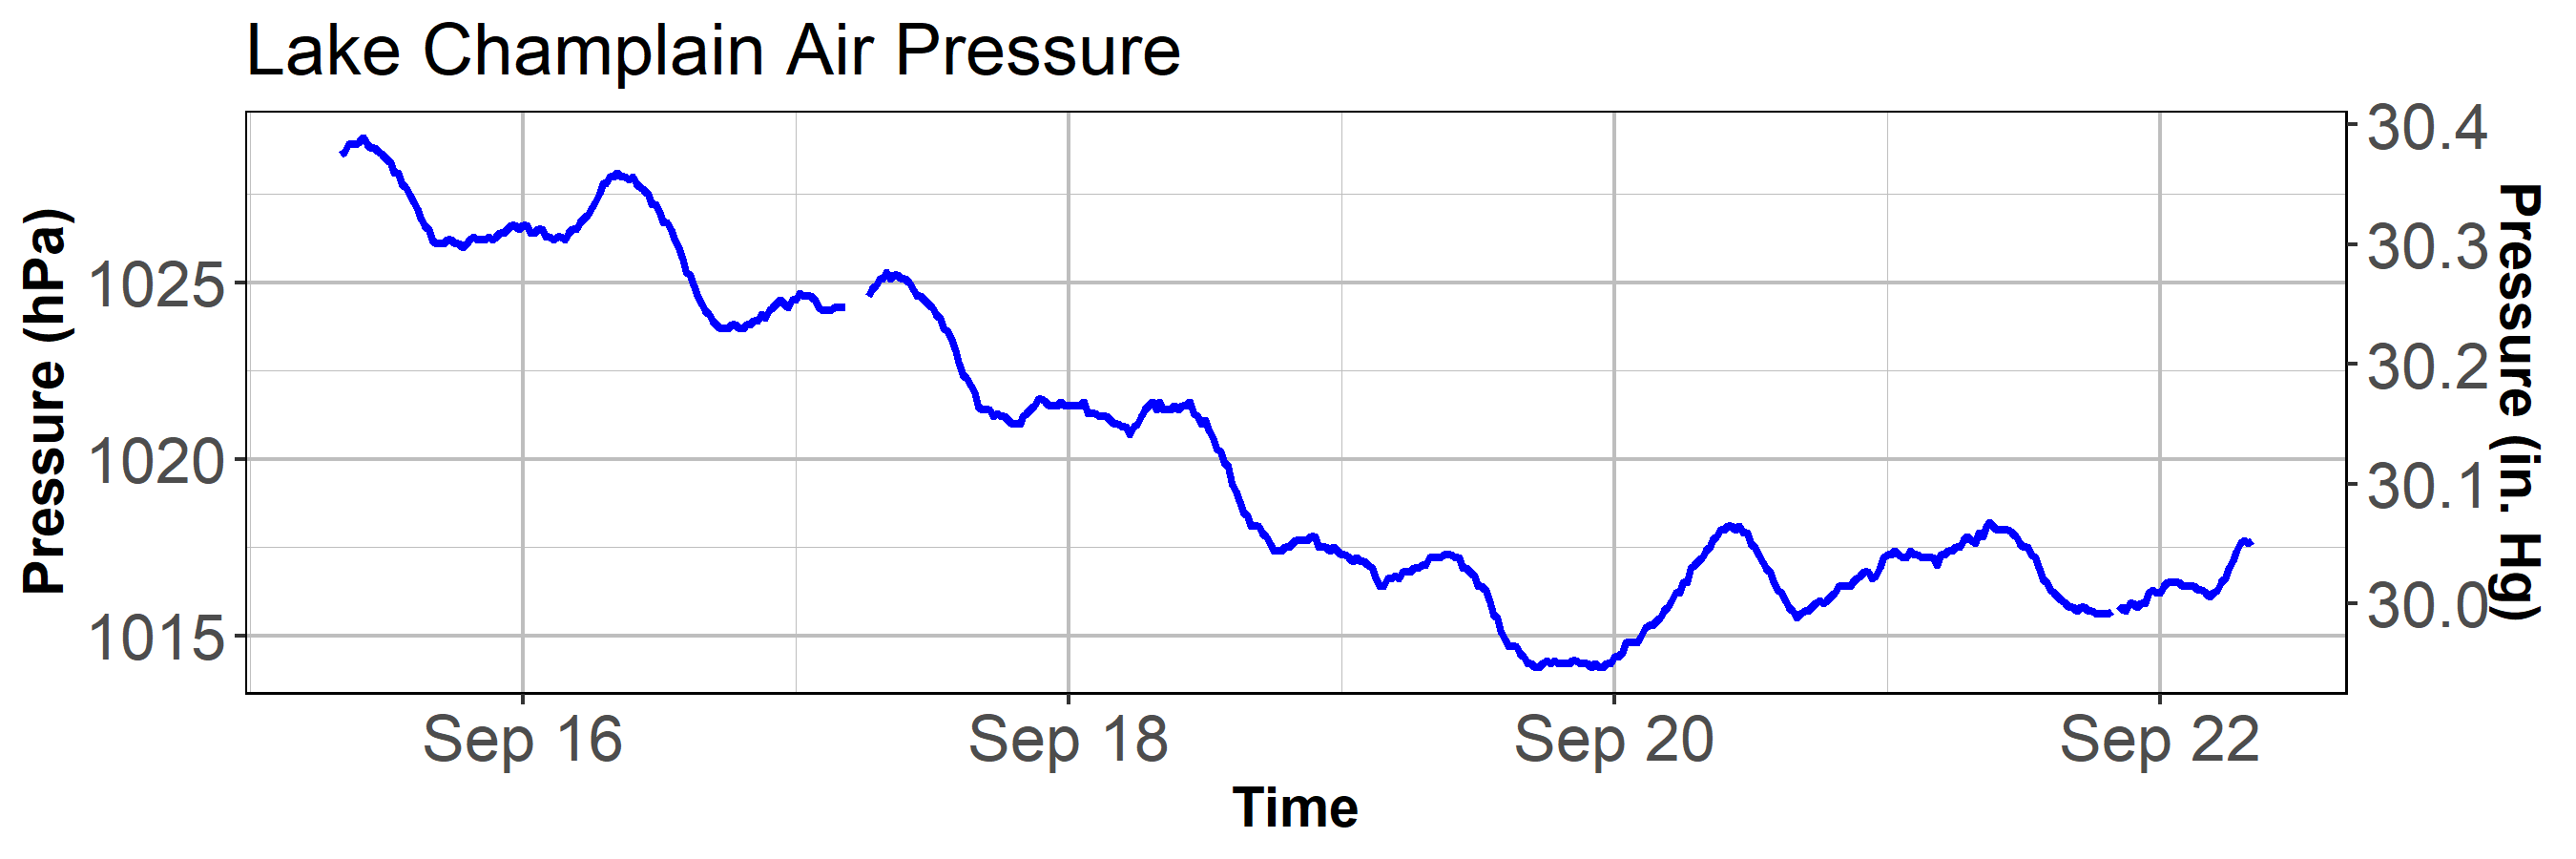 Lake Champlain Air Pressure
Pressure (hPa)
1025
1020
1015
30.4
30.3
30.2
30.1
30.0
Pressure (in. Hg)
Sep 16
Sep 18
Sep 20
Sep 22
Time